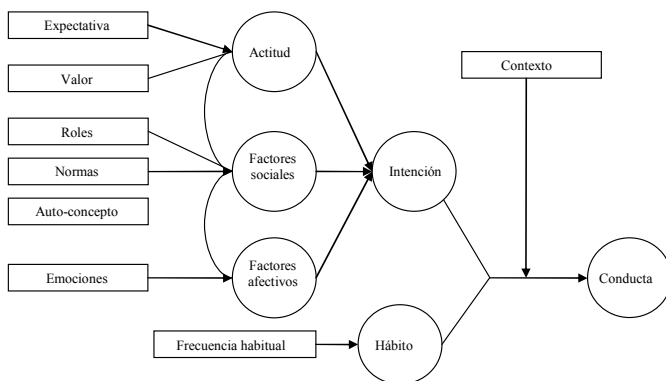 Expectativa
Actitud
Contexto
Valor
Roles
Normas
Factores
sociales
Intención
Auto-concepto
Emociones
Factores
afectivos
Conducta
Frecuencia habitual
Hábito